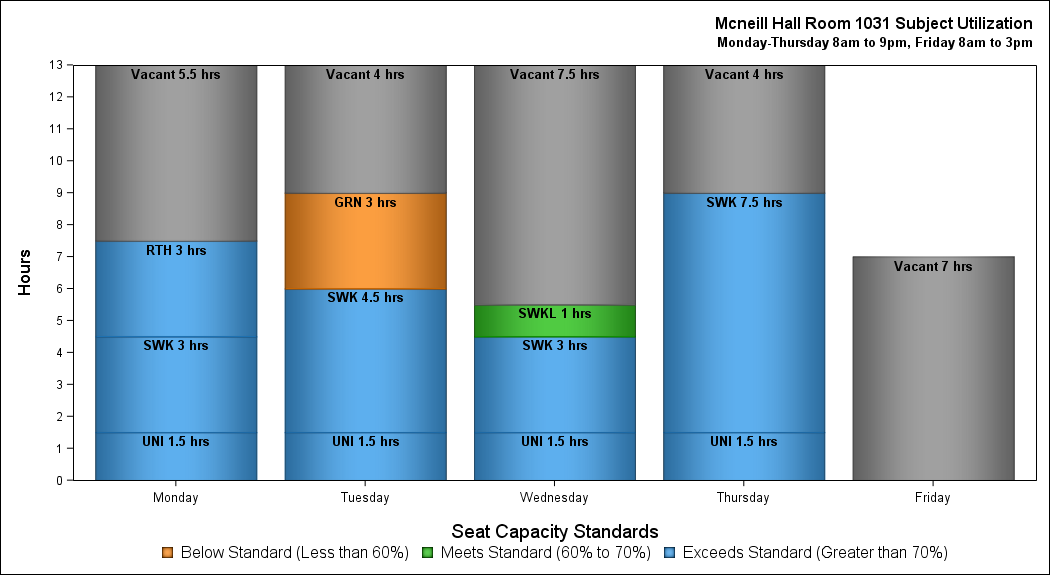 Mcneill Hall Room 1031 Subject Utilization
Monday-Thursday 8am to 9pm, Friday 8am to 3pm
Hours
13
12
11
10
9
8
7
6
5
4
3
2
1
0
Vacant 5.5 hrs
RTH 3 hrs
SWK 3 hrs
UNI 1.5 hrs
Vacant 4 hrs
GRN 3 hrs
SWK 4.5 hrs
UNI 1.5 hrs
Vacant 7.5 hrs
SWKL 1 hrs
SWK 3 hrs
UNI 1.5 hrs
Vacant 4 hrs
SWK 7.5 hrs
UNI 1.5 hrs
Vacant 7 hrs
Monday Tuesday Wednesday Thursday Friday
Seat Capacity Standards
Below Standard (Less than 60%) Meets Standard (60% to 70%) Exceeds Standard (Greater than 70%)